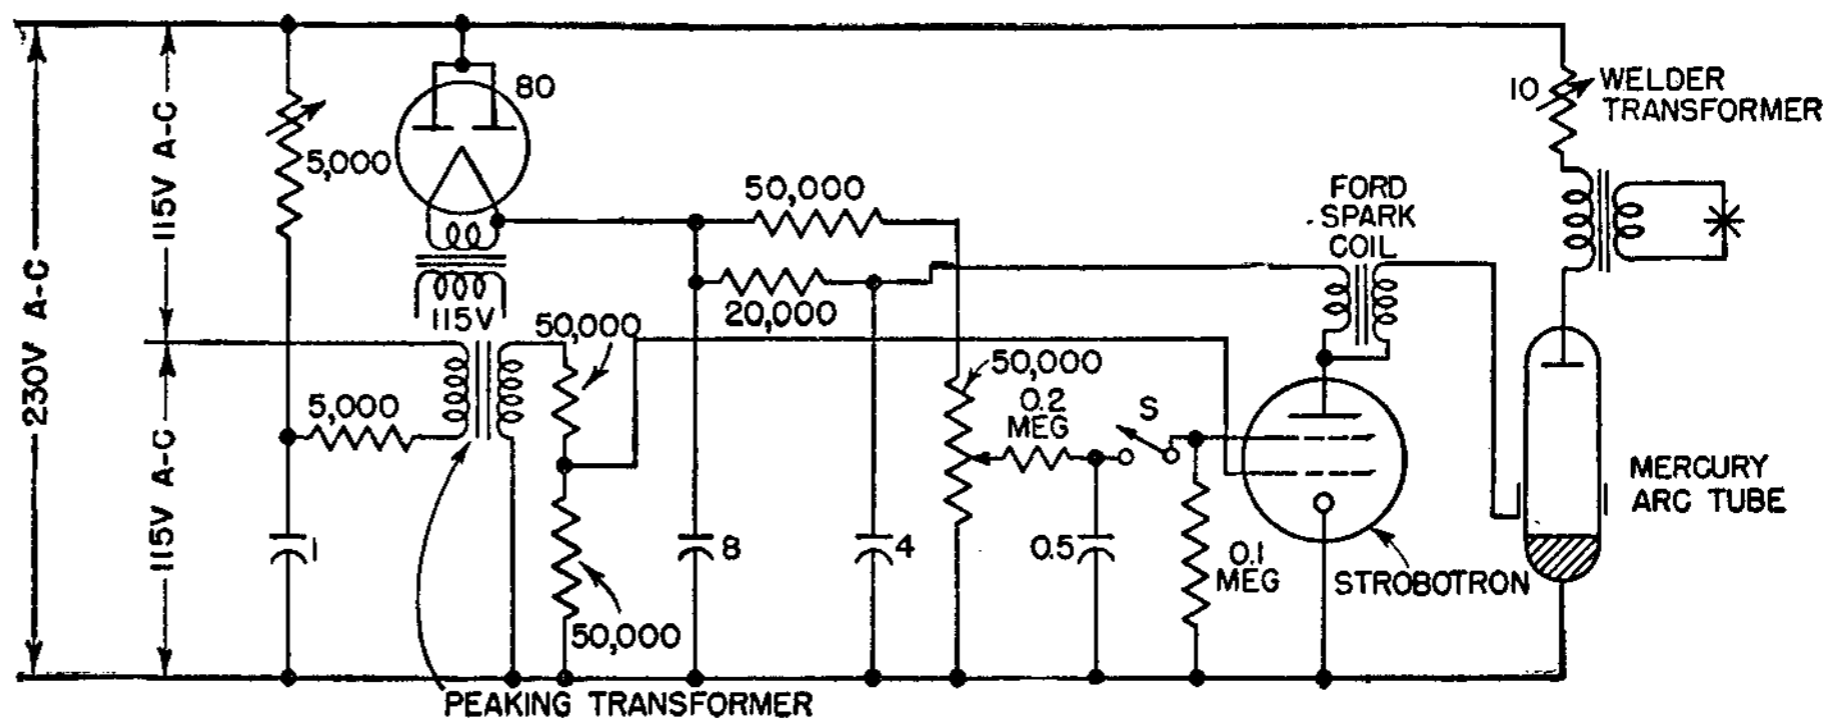 230V A-C
115V A-C
115V A-C
5,000
80
115V
50,000
5,000
50,000
50,000
20,000
1
8
4
50,000
0.2
MEG
S
0.5
0.1
MEG
FORD
SPARK
COIL
10
WELDER
TRANSFORMER
MERCURY
ARC TUBE
STROBOTRON
PEAKING TRANSFORMER